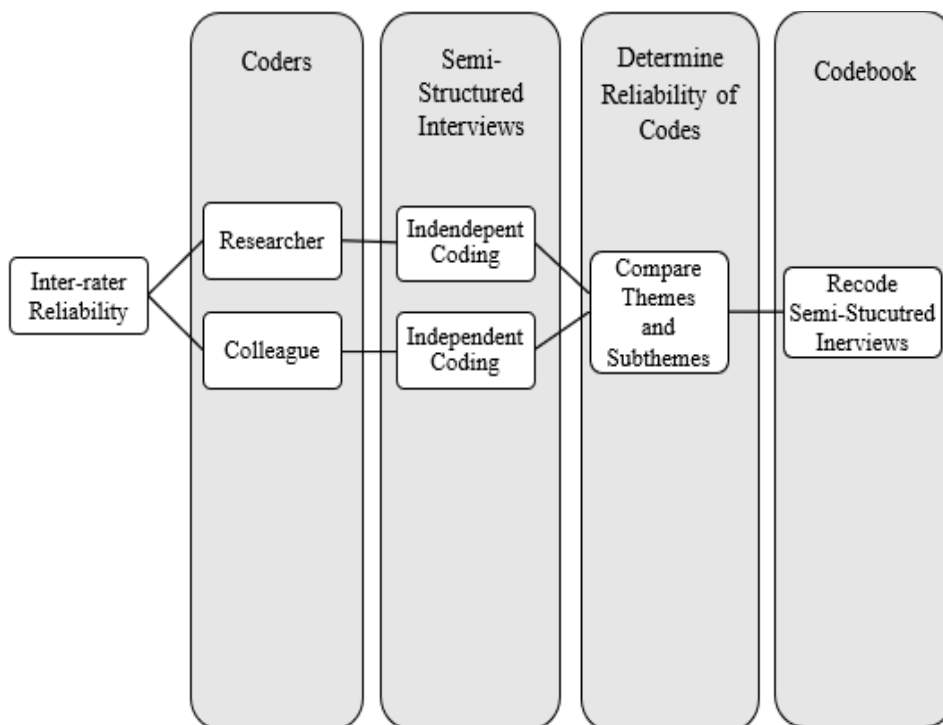 Coders
Semi-
Structured
Interviews
Determine
Reliability of
Codes
Codebook
Inter-rater
Reliability
Researcher
Colleague
Indendepent
Coding
Independent
Coding
Compare
Themes
and
Subthemes
Recode
Semi-Stucutred
Inerviews